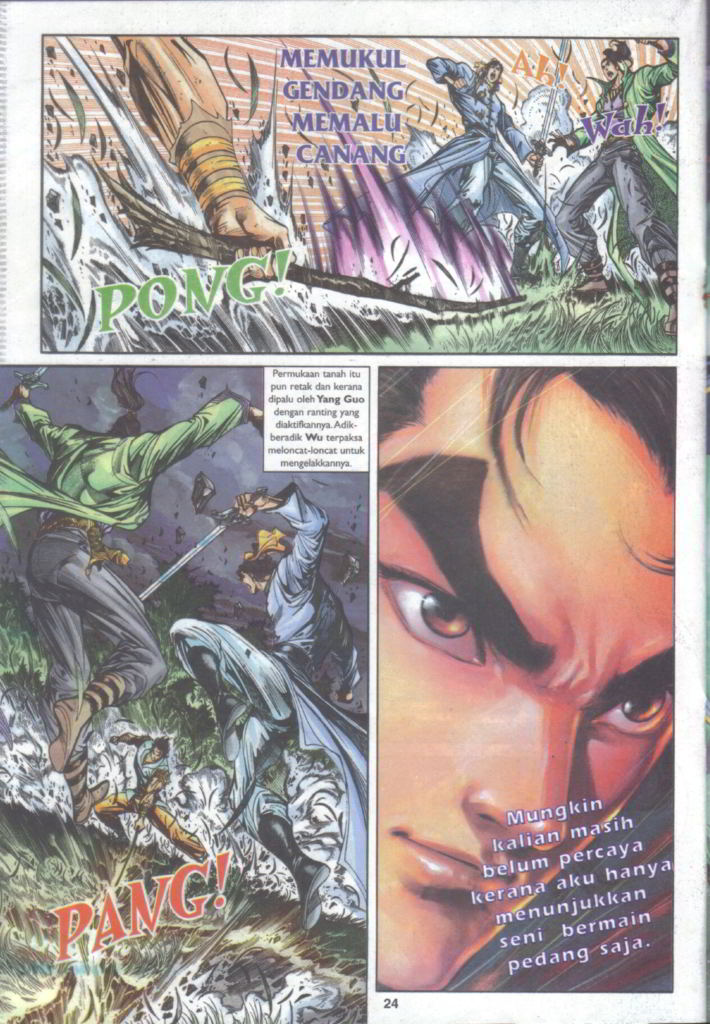 MEMUKUL
GENDANG
MEMALU
CANANG
Ah!
Wah!
PONG!
Permukaan tanah itu
pun retak dan kerana
dipalu oleh Yang Guo
dengan ranting yang
diaktifkannya. Adik-
beradik Wu terpaksa
meloncat-loncat untuk
mengelakkannya.
PANG!
Mungkin
kalian masih
belum percaya
kerana aku hanya
menunjukkan
seni bermain
pedang saja.
24